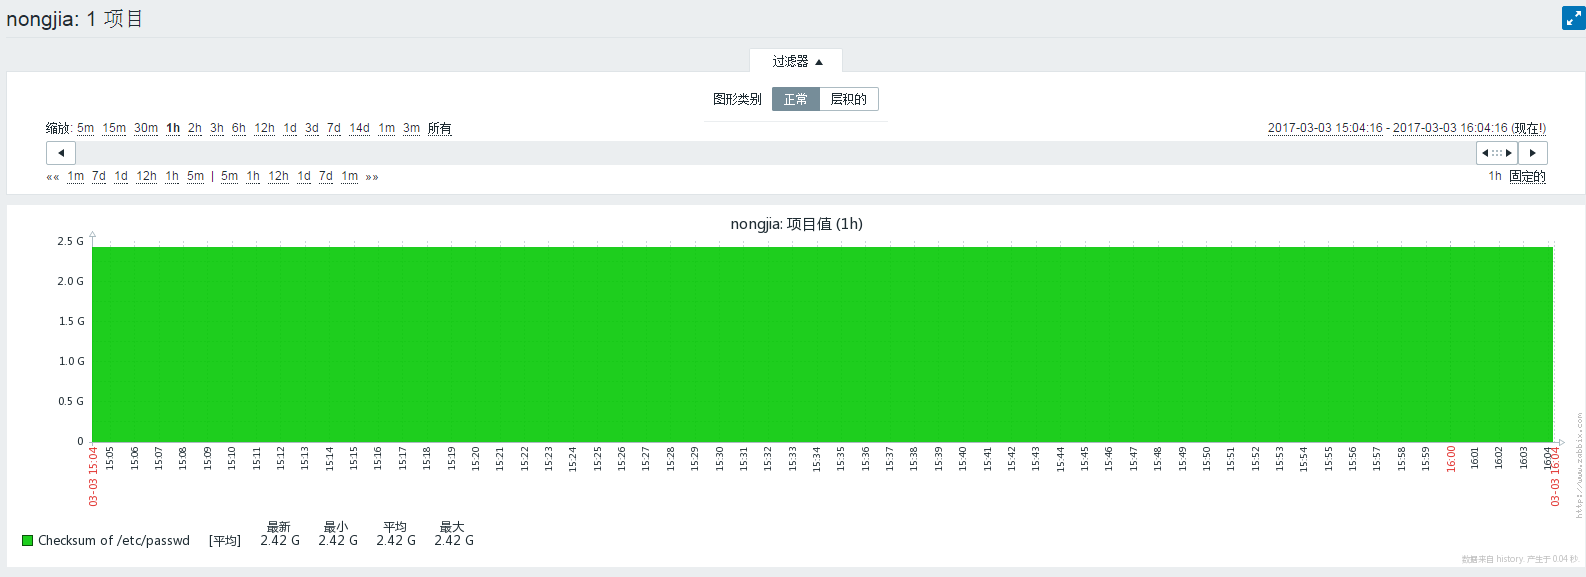 nongjia: 1 项目
过滤器 ▲
图形类别 正常 层积的
缩放: 5m 15m 30m 1h 2h 3h 6h 12h 1d 3d 7d 14d 1m 3m 所有 2017-03-03 15:04:16 - 2017-03-03 16:04:16 (现在!)
«« 1m 7d 1d 12h 1h 5m | 5m 1h 12h 1d 7d 1m »» 1h 固定的
nongjia: 项目值 (1h)
2.5 G
2.0 G
1.5 G
1.0 G
0.5 G
0
03-03 15:04 15:05 15:06 15:07 15:08 15:09 15:10 15:11 15:12 15:13 15:14 15:15 15:16 15:17 15:18 15:19 15:20 15:21 15:22 15:23 15:24 15:25 15:26 15:27 15:28 15:29 15:30 15:31 15:32 15:33 15:34 15:35 15:36 15:37 15:38 15:39 15:40 15:41 15:42 15:43 15:44 15:45 15:46 15:47 15:48 15:49 15:50 15:51 15:52 15:53 15:54 15:55 15:56 15:57 15:58 15:59 16:00 16:01 16:02 16:03 16:04 03-03 16:04
最新 最小 平均 最大
Checksum of /etc/passwd [平均] 2.42 G 2.42 G 2.42 G 2.42 G
http://www.zabbix.com
数据来自 history. 产生于 0.04 秒.